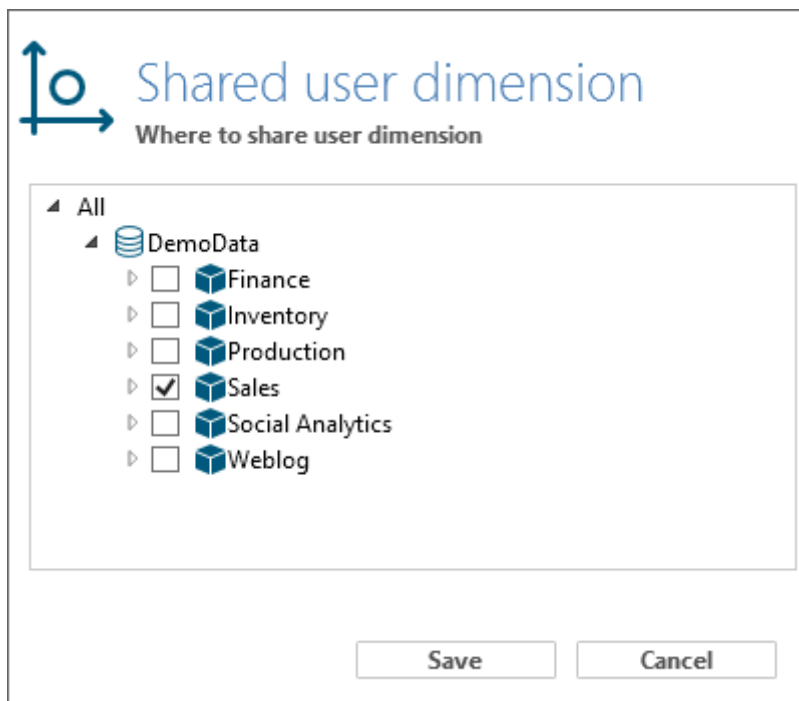 Shared user dimension
Where to share user dimension
All
DemoData
Finance
Inventory
Production
Sales
Social Analytics
Weblog
Save Cancel